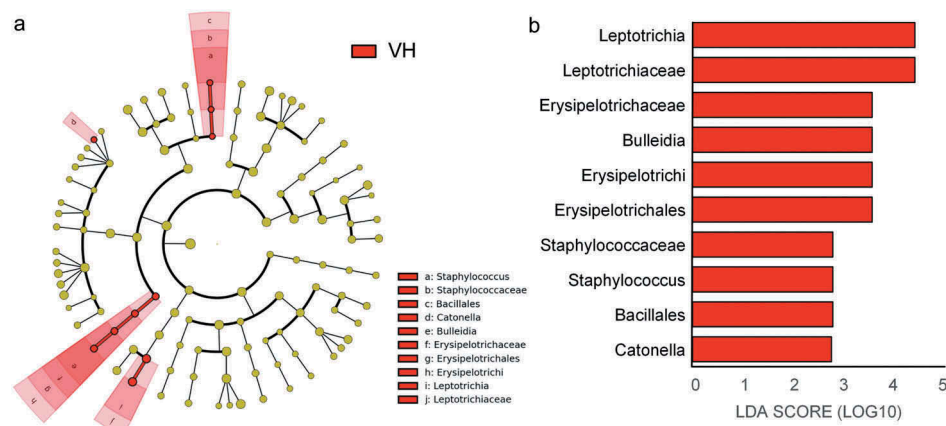 a
c
b
a
VH
d
e
f
g
h
i
a: Staphylococcus
b: Staphylococcaceae
c: Bacillales
d: Catonella
e: Bulleidia
f: Erysipelotrichaceae
g: Erysipelotrichales
h: Erysipelotrichi
i: Leptotrichia
j: Leptotrichiaceae
b
Leptotrichia
Leptotrichiaceae
Erysipelotrichaceae
Bulleidia
Erysipelotrichi
Erysipelotrichales
Staphylococcaceae
Staphylococcus
Bacillales
Catonella
0 1 2 3 4 5
LDA SCORE (LOG10)